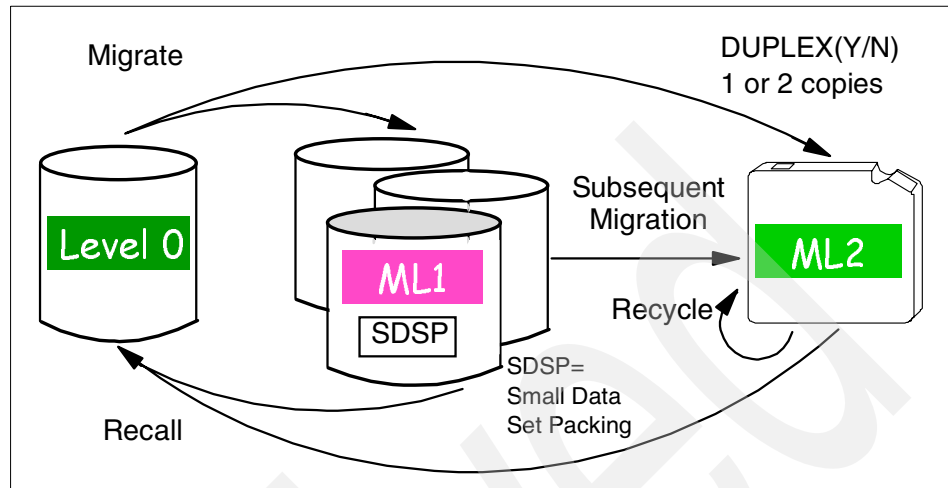 Migrate
DUPLEX(Y/N)
1 or 2 copies
Level 0
ML1
SDSP
Subsequent
Migration
ML2
Recycle
SDSP=
Small Data
Set Packing
Recall